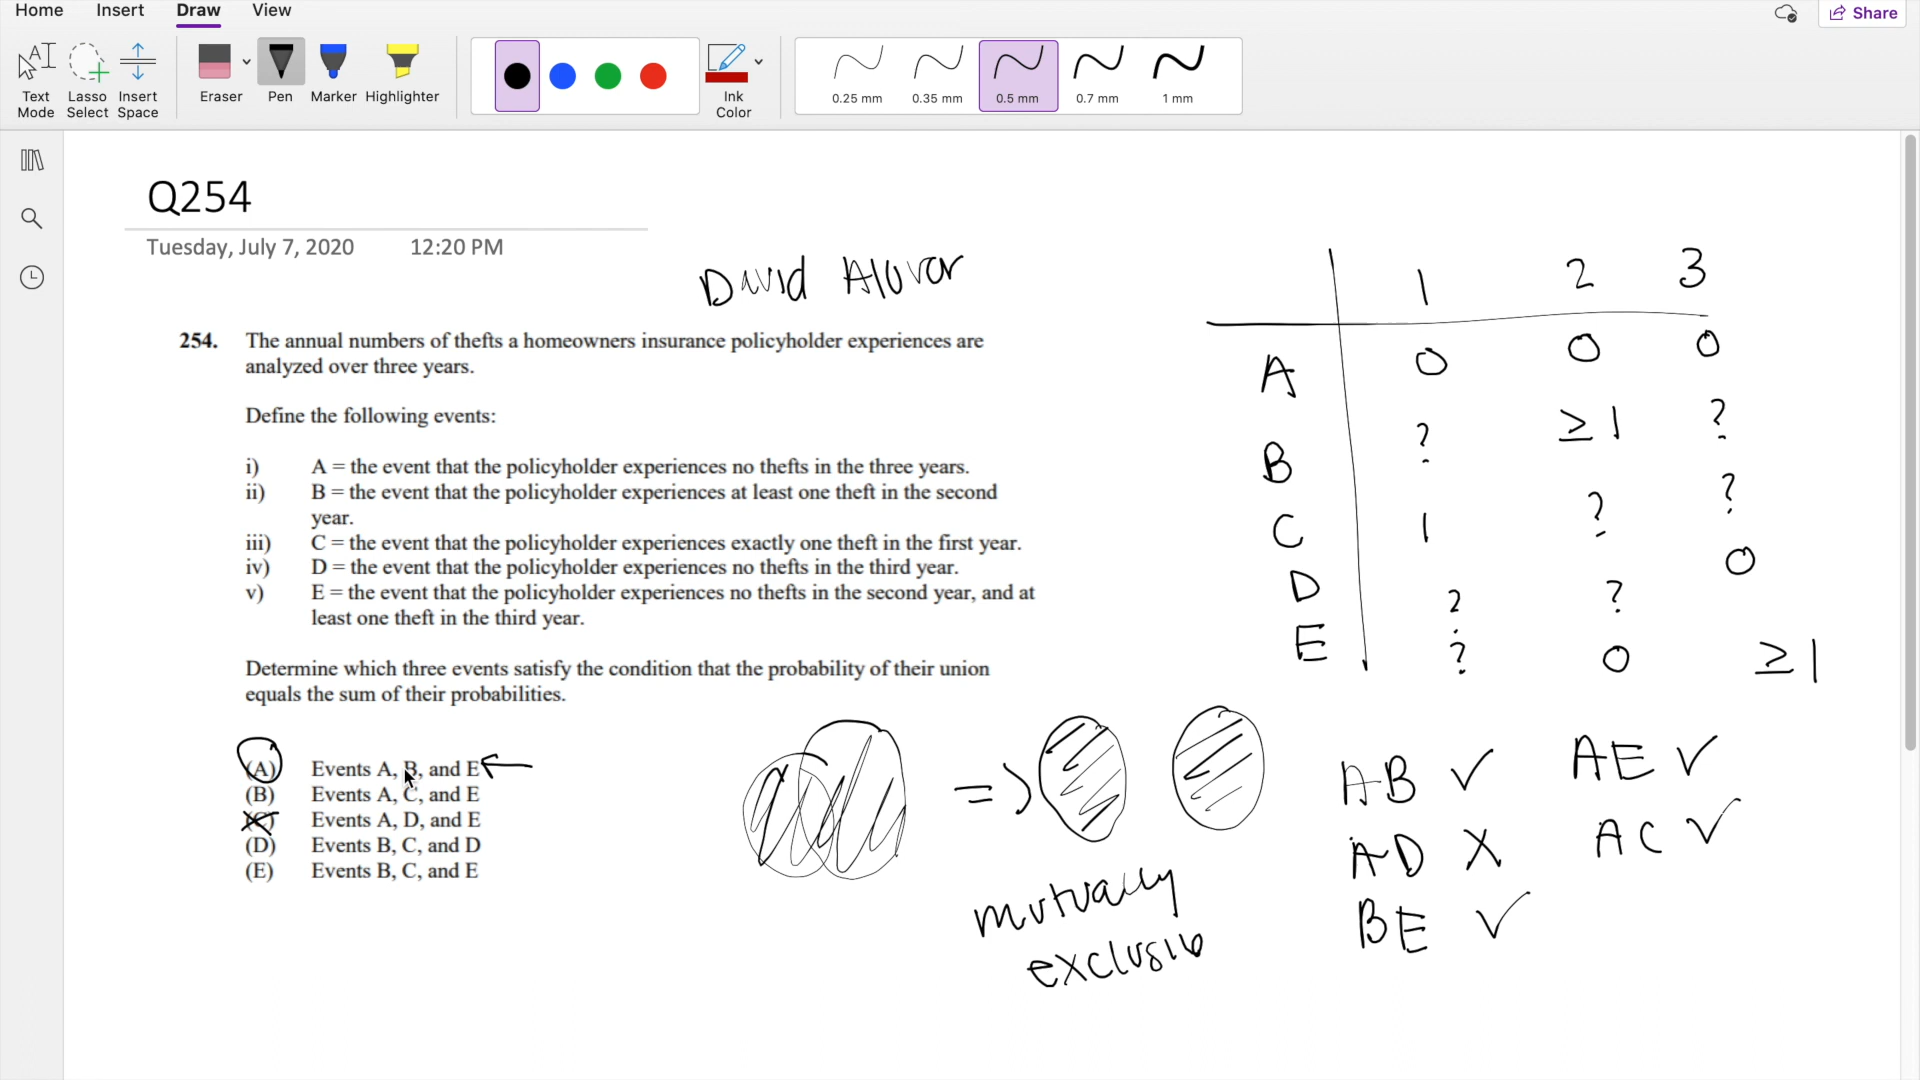 Home Insert Draw View
Share
Text Mode
Lasso Select
Insert Space
Eraser
Pen
Marker
Highlighter
Ink Color
0.25 mm
0.35 mm
0.5 mm
0.7 mm
1 mm
Q254
Tuesday, July 7, 2020 12:20 PM
David
254. The annual numbers of thefts a homeowners insurance policyholder experiences are
analyzed over three years.
Define the following events:
i) A = the event that the policyholder experiences no thefts in the three years.
ii) B = the event that the policyholder experiences at least one theft in the second
year.
iii) C = the event that the policyholder experiences exactly one theft in the first year.
iv) D = the event that the policyholder experiences no thefts in the third year.
v) E = the event that the policyholder experiences no thefts in the second year, and at
least one theft in the third year.
Determine which three events satisfy the condition that the probability of their union
equals the sum of their probabilities.
(A) Events A, B, and E
(B) Events A, C, and E
(C) Events A, D, and E
(D) Events B, C, and D
(E) Events B, C, and E
1 2 3
A 0 0 0
B ? ≥1 ?
C 1 ? ?
D ? ? 0
E ? 0 ≥1
=>
mutually
exclusive
AB ✓ AE ✓
AD X AC ✓
BE ✓